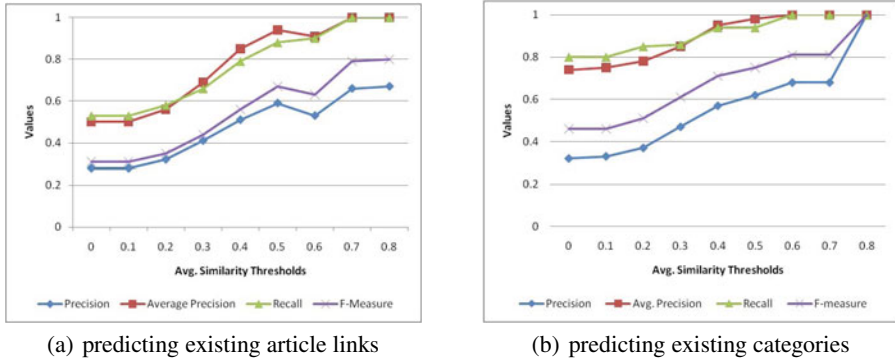 1
0.8
0.6
0.4
0.2
0
Values
0 0.1 0.2 0.3 0.4 0.5 0.6 0.7 0.8
Avg. Similarity Thresholds
Precision Average Precision Recall F-Measure
(a) predicting existing article links
1
0.8
0.6
0.4
0.2
0
Values
0 0.1 0.2 0.3 0.4 0.5 0.6 0.7 0.8
Avg. Similarity Thresholds
Precision Avg. Precision Recall F-measure
(b) predicting existing categories